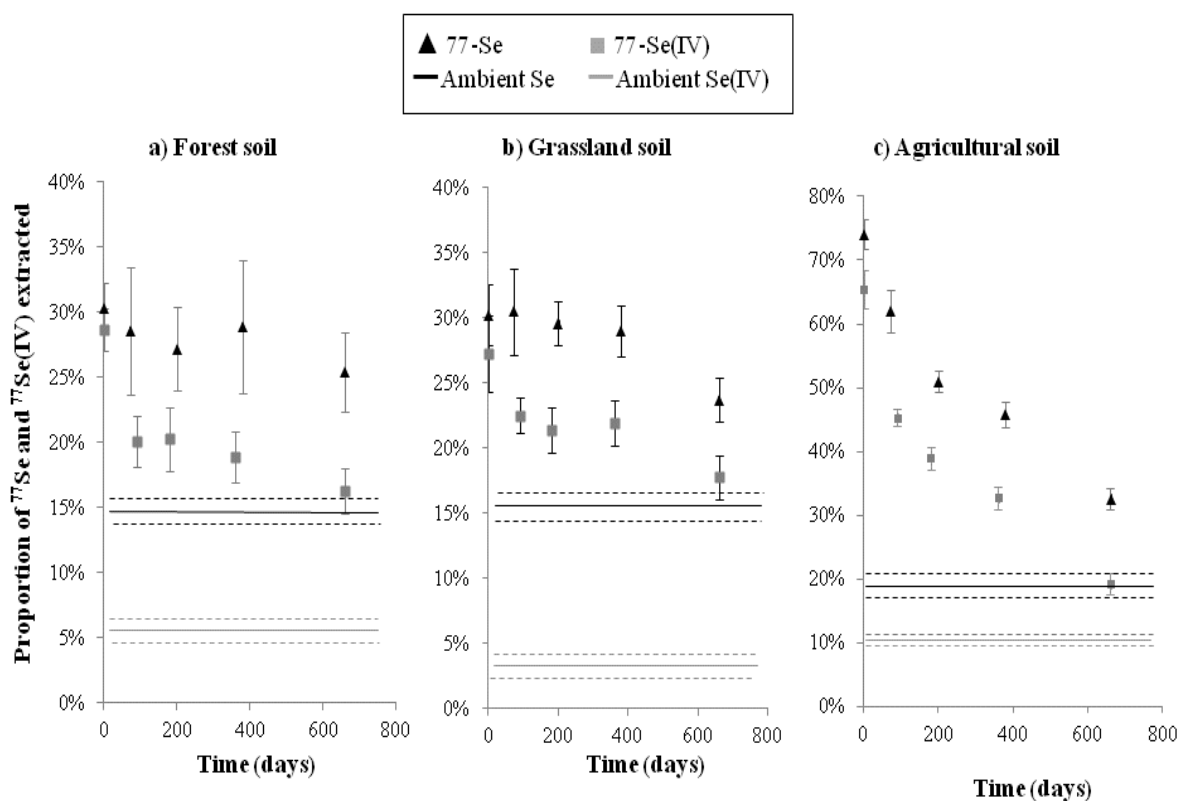 77-Se 77-Se(IV)
Ambient Se Ambient Se(IV)
a) Forest soil
b) Grassland soil
c) Agricultural soil
Proportion of ⁷⁷Se and ⁷⁷Se(IV) extracted
40%
35%
30%
25%
20%
15%
10%
5%
0%
0 200 400 600 800
Time (days)
40%
35%
30%
25%
20%
15%
10%
5%
0%
0 200 400 600 800
Time (days)
80%
70%
60%
50%
40%
30%
20%
10%
0%
0 200 400 600 800
Time (days)